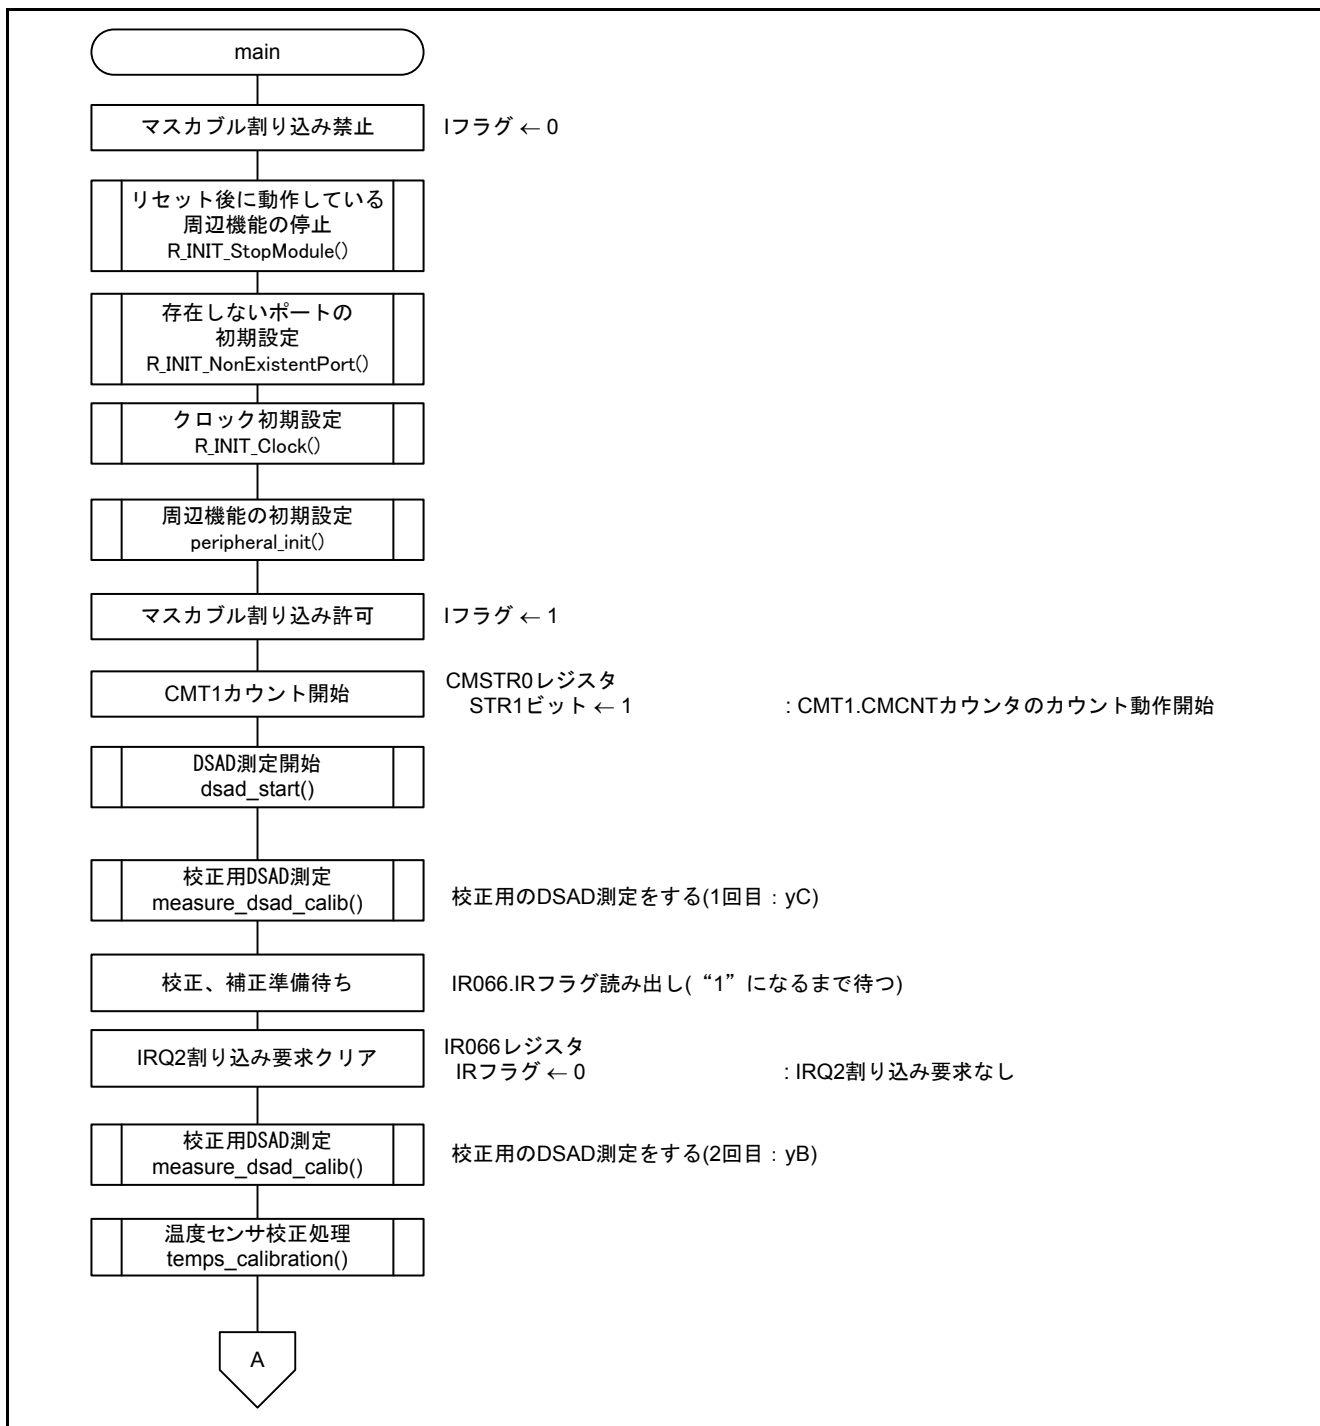 main
マスカブル割り込み禁止
Iフラグ ← 0
リセット後に動作している
周辺機能の停止
R_INIT_StopModule()
存在しないポートの
初期設定
R_INIT_NonExistentPort()
クロック初期設定
R_INIT_Clock()
周辺機能の初期設定
peripheral_init()
マスカブル割り込み許可
Iフラグ ← 1
CMT1カウント開始
CMSTR0レジスタ
STR1ビット ← 1 : CMT1.CMCNTカウンタのカウント動作開始
DSAD測定開始
dsad_start()
校正用DSAD測定
measure_dsad_calib()
校正用のDSAD測定をする(1回目：yC)
校正、補正準備待ち
IR066.IRフラグ読み出し(“1”になるまで待つ)
IRQ2割り込み要求クリア
IR066レジスタ
IRフラグ ← 0 : IRQ2割り込み要求なし
校正用DSAD測定
measure_dsad_calib()
校正用のDSAD測定をする(2回目：yB)
温度センサ校正処理
temps_calibration()
A